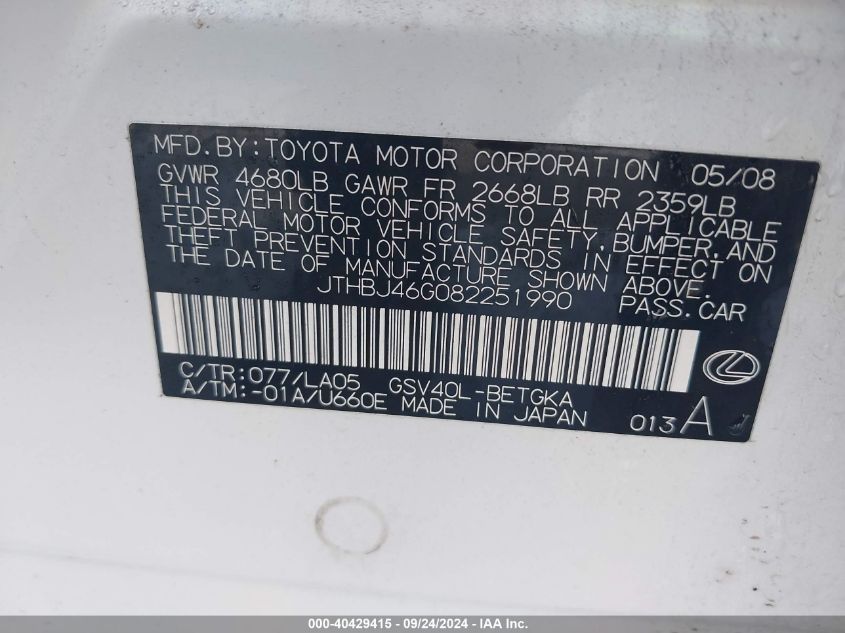 MFD. BY: TOYOTA MOTOR CORPORATION 05/08
GVWR 4680LB GAWR FR 2668LB RR 2359LB
THIS VEHICLE CONFORMS TO ALL APPLICABLE
FEDERAL MOTOR VEHICLE SAFETY, BUMPER, AND
THEFT PREVENTION STANDARDS IN EFFECT ON
THE DATE OF MANUFACTURE SHOWN ABOVE.
JTHBJ46G082251990 PASS. CAR
C/TR: 077/LA05 GSV40L-BETGKA
A/TM: -01A/U660E MADE IN JAPAN 013 A
000-40429415 - 09/24/2024 - IAA Inc.